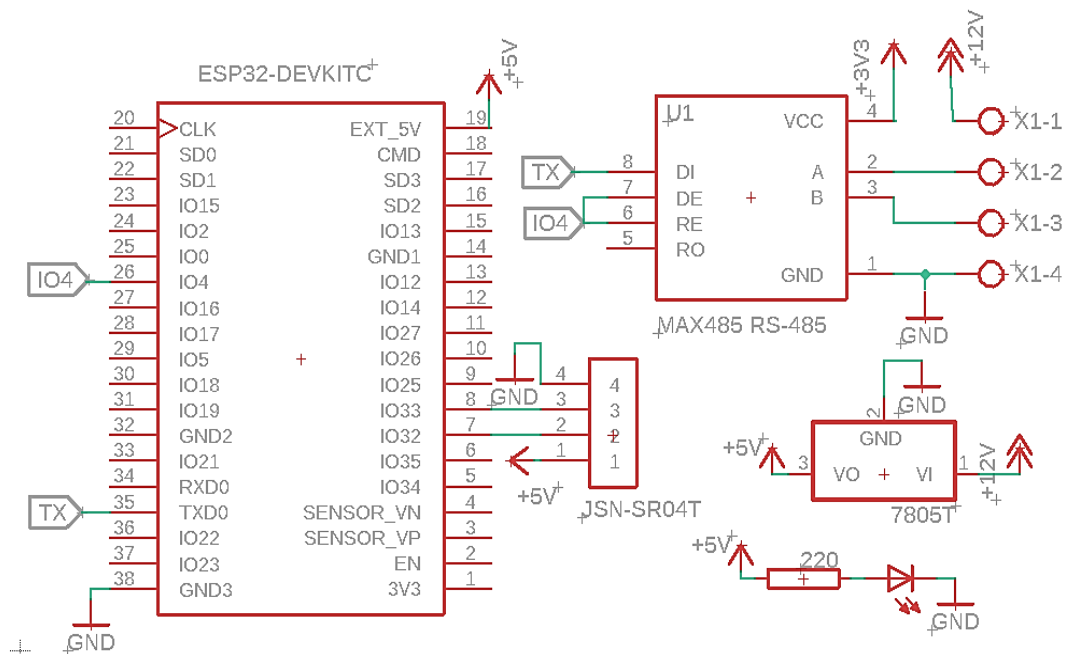 ESP32-DEVKITC
+5V
20 CLK EXT_5V 19
21 SD0 CMD 18
22 SD1 SD3 17
23 IO15 SD2 16
24 IO2 IO13 15
25 IO0 GND1 14
IO4 26 IO4 IO12 13
27 IO16 IO14 12
28 IO17 IO27 11
29 IO5 IO26 10
30 IO18 IO25 9
31 IO19 IO33 8
32 GND2 IO32 7
33 IO21 IO35 6
34 RXD0 IO34 5
TX 35 TXD0 SENSOR_VN 4
36 IO22 SENSOR_VP 3
37 IO23 EN 2
38 GND3 3V3 1
GND
GND
4 4
3 3
2 2
1 1
+5V
JSN-SR04T
+3V3
+12V
U1
VCC 4 X1-1
TX 8 DI A 2 X1-2
7 DE B 3
IO4 6 RE X1-3
5 RO
GND 1 X1-4
MAX485 RS-485
GND
GND
2
GND
+5V 3 VO VI 1 +12V
7805T
+5V
220
GND